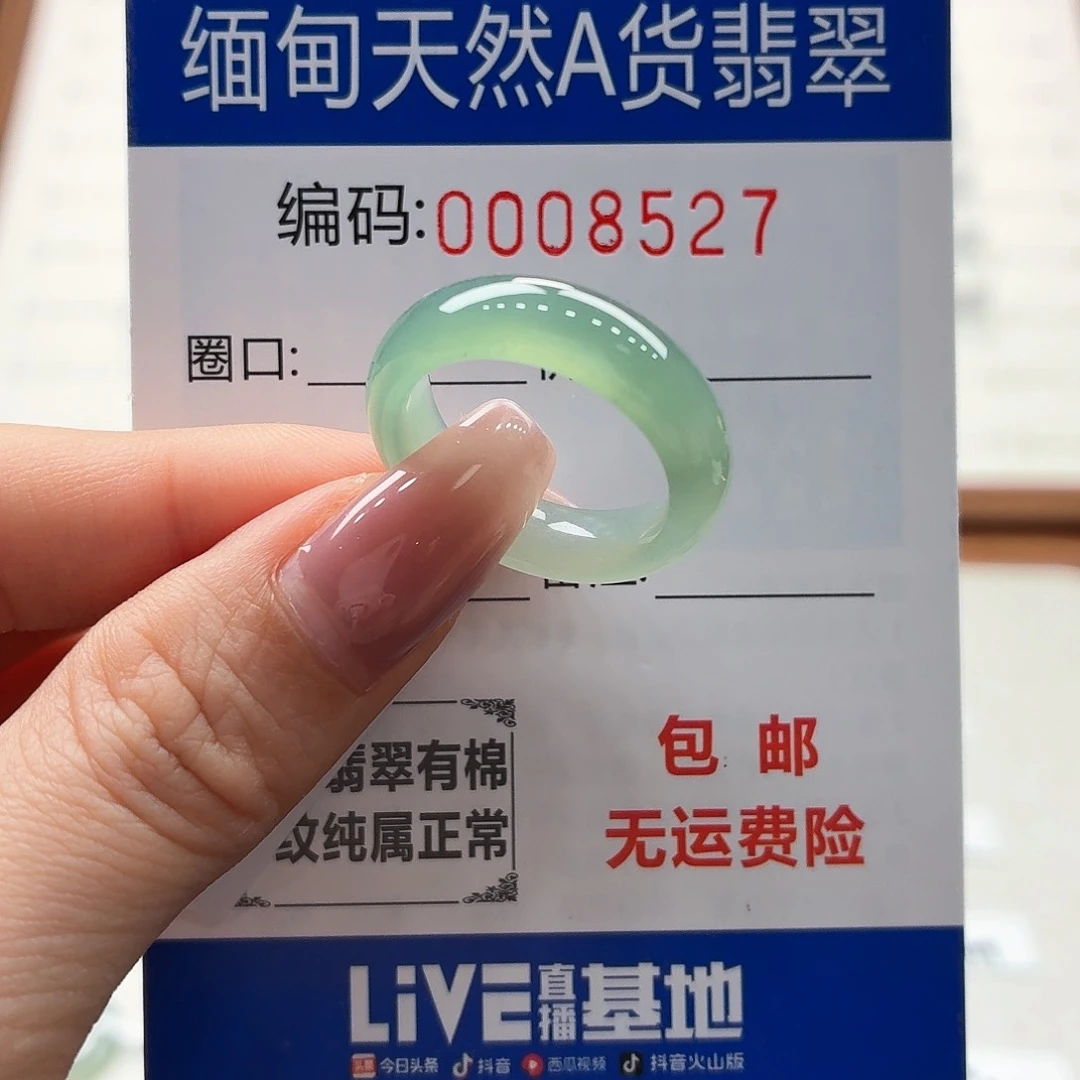 缅甸天然A货翡翠
编码:0008527
圈口:
翡翠有棉
纹纯属正常
包邮
无运费险
LiVE直播基地
头条 今日头条 抖音 西瓜视频 抖音火山版